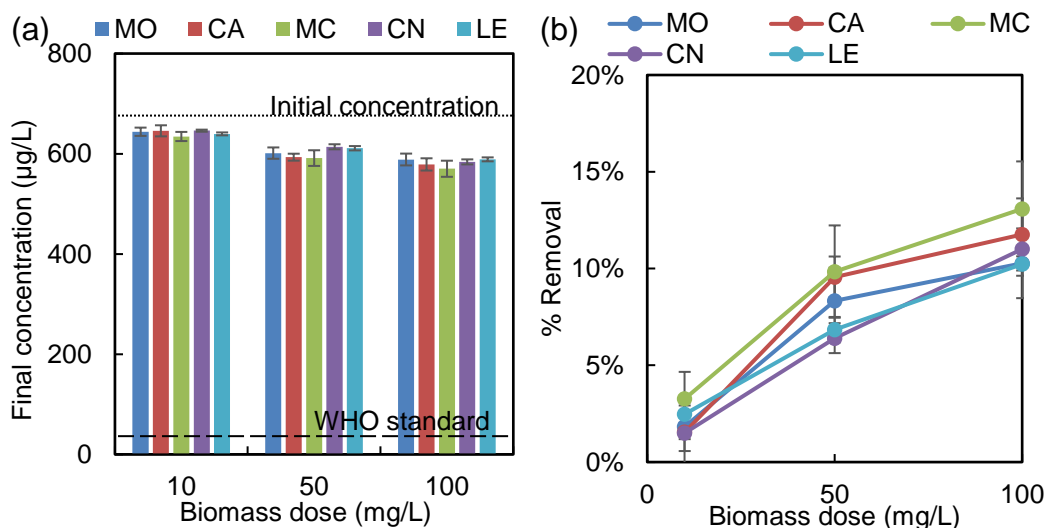 (a) MO CA MC CN LE
800
600
400
200
0
Final concentration (µg/L)
Initial concentration
WHO standard
10 50 100
Biomass dose (mg/L)
(b) MO CA MC
CN LE
20%
15%
10%
5%
0%
% Removal
0 50 100
Biomass dose (mg/L)